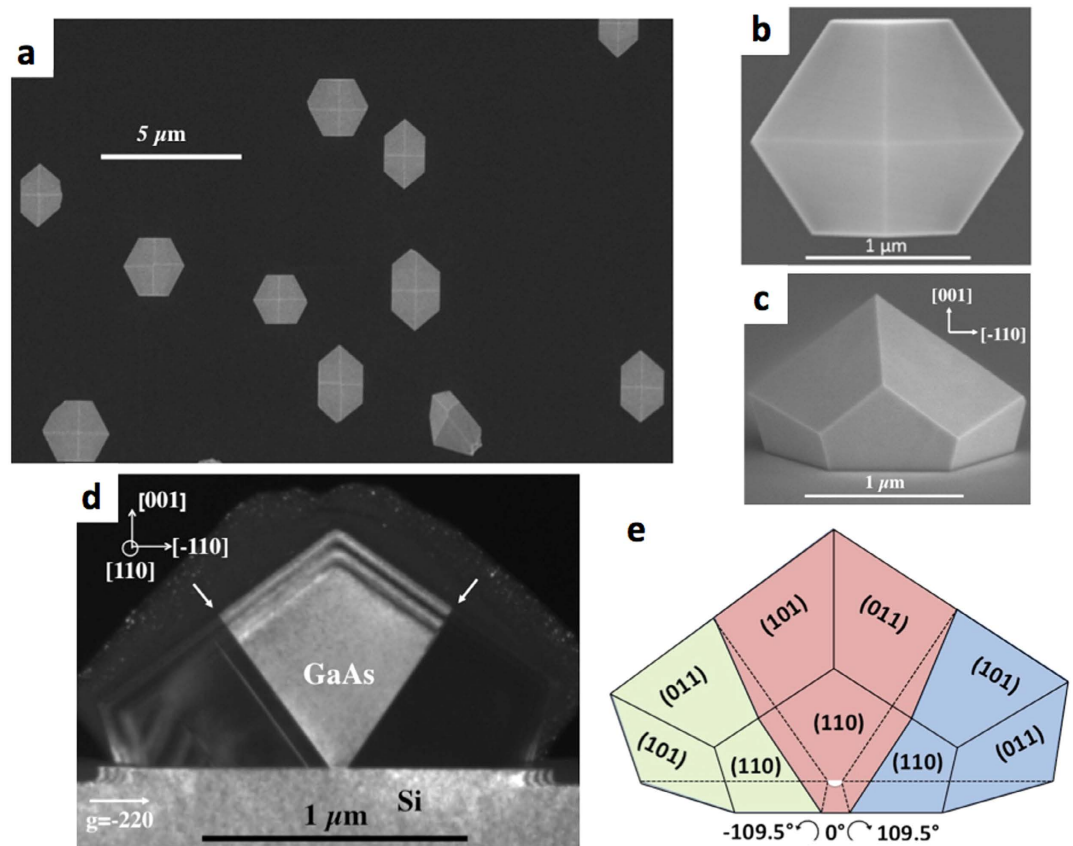 a
5 µm
b
1 µm
c
[001]
[-110]
1 µm
d
[001]
[-110]
[110]
GaAs
g=-220
Si
1 µm
e
(101)
(011)
(011)
(101)
(110)
(101)
(110)
(110)
(011)
-109.5° 0° 109.5°